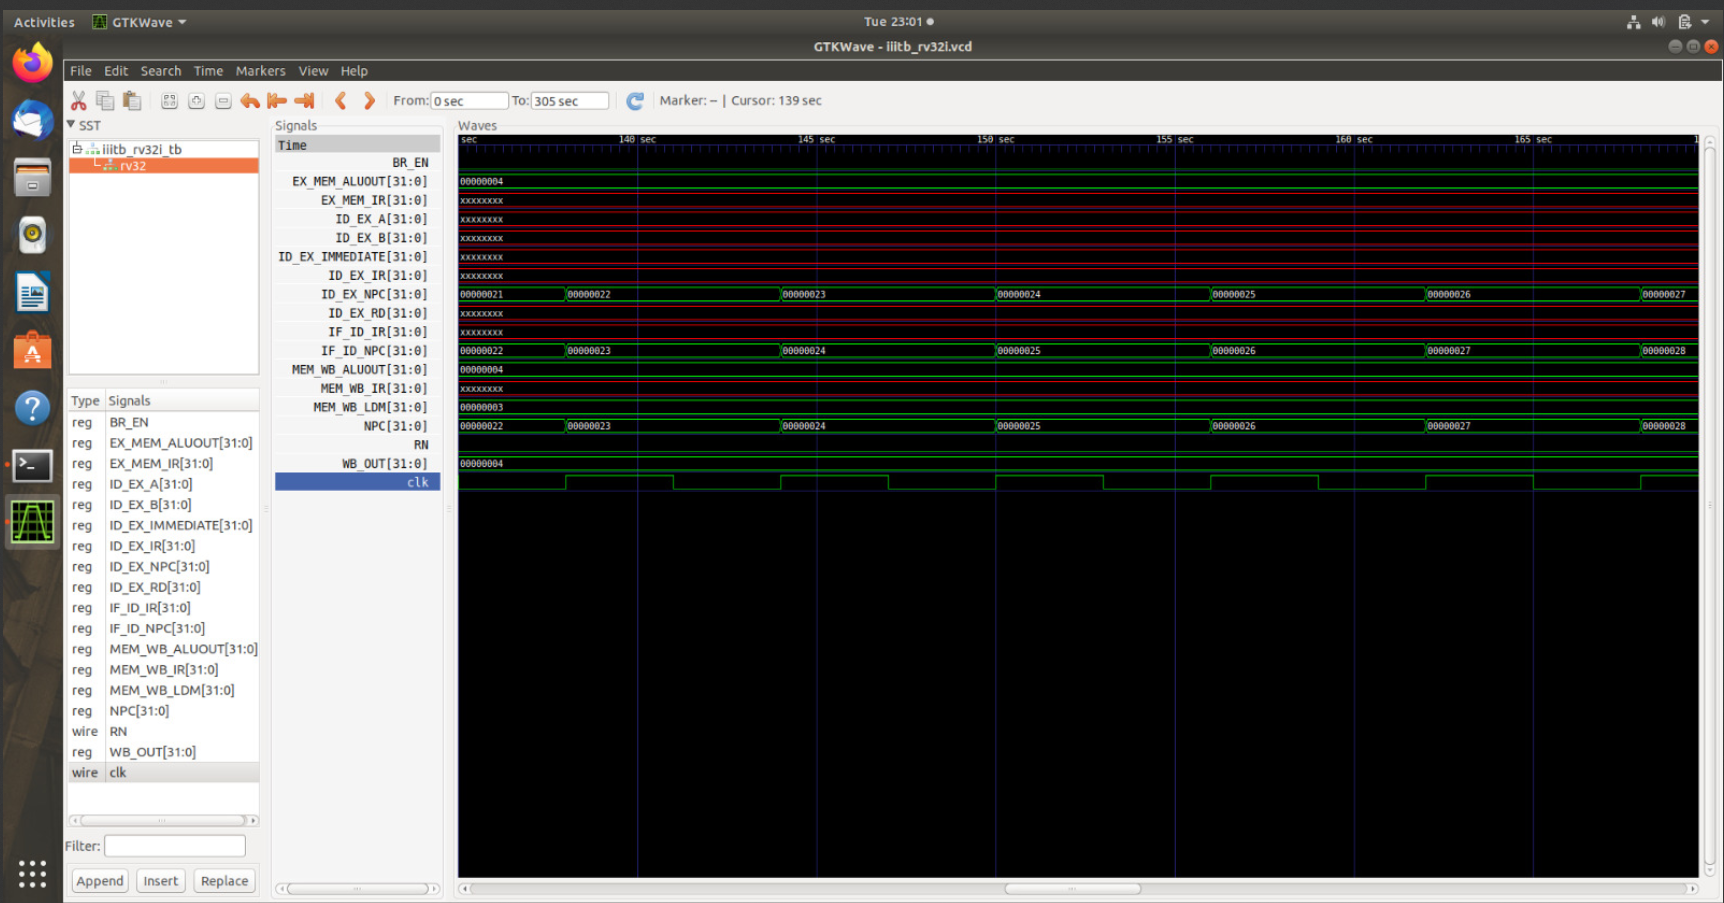 Activities GTKWave Tue 23:01
GTKWave - iiitb_rv32i.vcd
File Edit Search Time Markers View Help
From: 0 sec To: 305 sec Marker: -- | Cursor: 139 sec
SST
iiitb_rv32i_tb
rv32
Type Signals
reg BR_EN
reg EX_MEM_ALUOUT[31:0]
reg EX_MEM_IR[31:0]
reg ID_EX_A[31:0]
reg ID_EX_B[31:0]
reg ID_EX_IMMEDIATE[31:0]
reg ID_EX_IR[31:0]
reg ID_EX_NPC[31:0]
reg ID_EX_RD[31:0]
reg IF_ID_IR[31:0]
reg IF_ID_NPC[31:0]
reg MEM_WB_ALUOUT[31:0]
reg MEM_WB_IR[31:0]
reg MEM_WB_LDM[31:0]
reg NPC[31:0]
wire RN
reg WB_OUT[31:0]
wire clk
Filter:
Append Insert Replace
Signals
Time
BR_EN
EX_MEM_ALUOUT[31:0]
EX_MEM_IR[31:0]
ID_EX_A[31:0]
ID_EX_B[31:0]
ID_EX_IMMEDIATE[31:0]
ID_EX_IR[31:0]
ID_EX_NPC[31:0]
ID_EX_RD[31:0]
IF_ID_IR[31:0]
IF_ID_NPC[31:0]
MEM_WB_ALUOUT[31:0]
MEM_WB_IR[31:0]
MEM_WB_LDM[31:0]
NPC[31:0]
RN
WB_OUT[31:0]
clk
Waves
sec 140 sec 145 sec 150 sec 155 sec 160 sec 165 sec 1
00000004
xxxxxxxx
xxxxxxxx
xxxxxxxx
xxxxxxxx
xxxxxxxx
00000021 00000022 00000023 00000024 00000025 00000026 00000027
xxxxxxxx
xxxxxxxx
00000022 00000023 00000024 00000025 00000026 00000027 00000028
00000004
xxxxxxxx
00000003
00000022 00000023 00000024 00000025 00000026 00000027 00000028
00000004